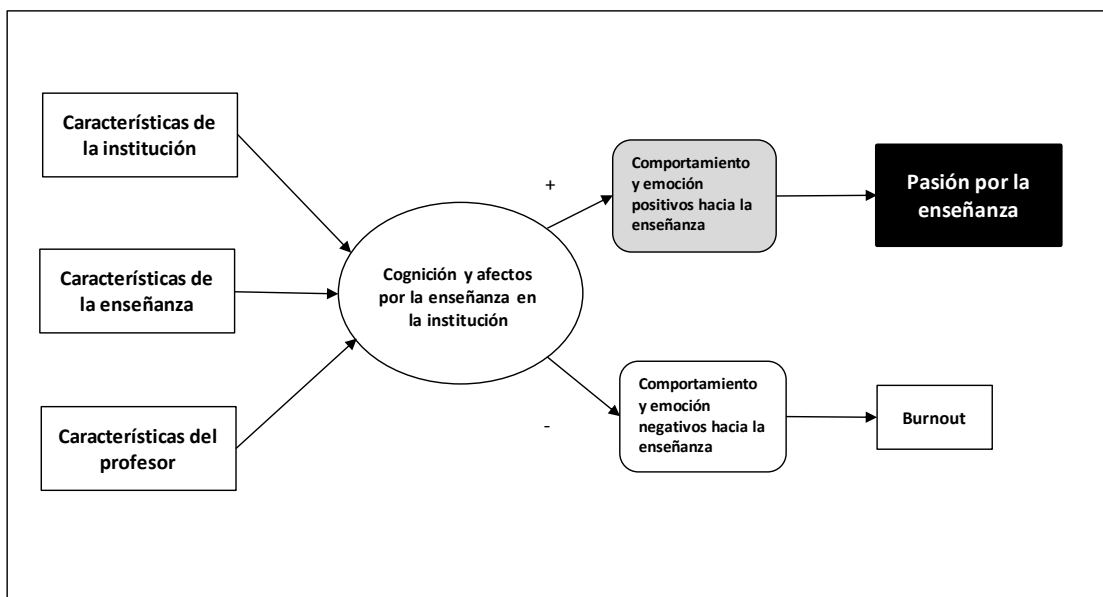 Características de
la institución
Características de
la enseñanza
Características del
profesor
Cognición y afectos
por la enseñanza en
la institución
+
Comportamiento
y emoción
positivos hacia la
enseñanza
Pasión por la
enseñanza
-
Comportamiento
y emoción
negativos hacia la
enseñanza
Burnout